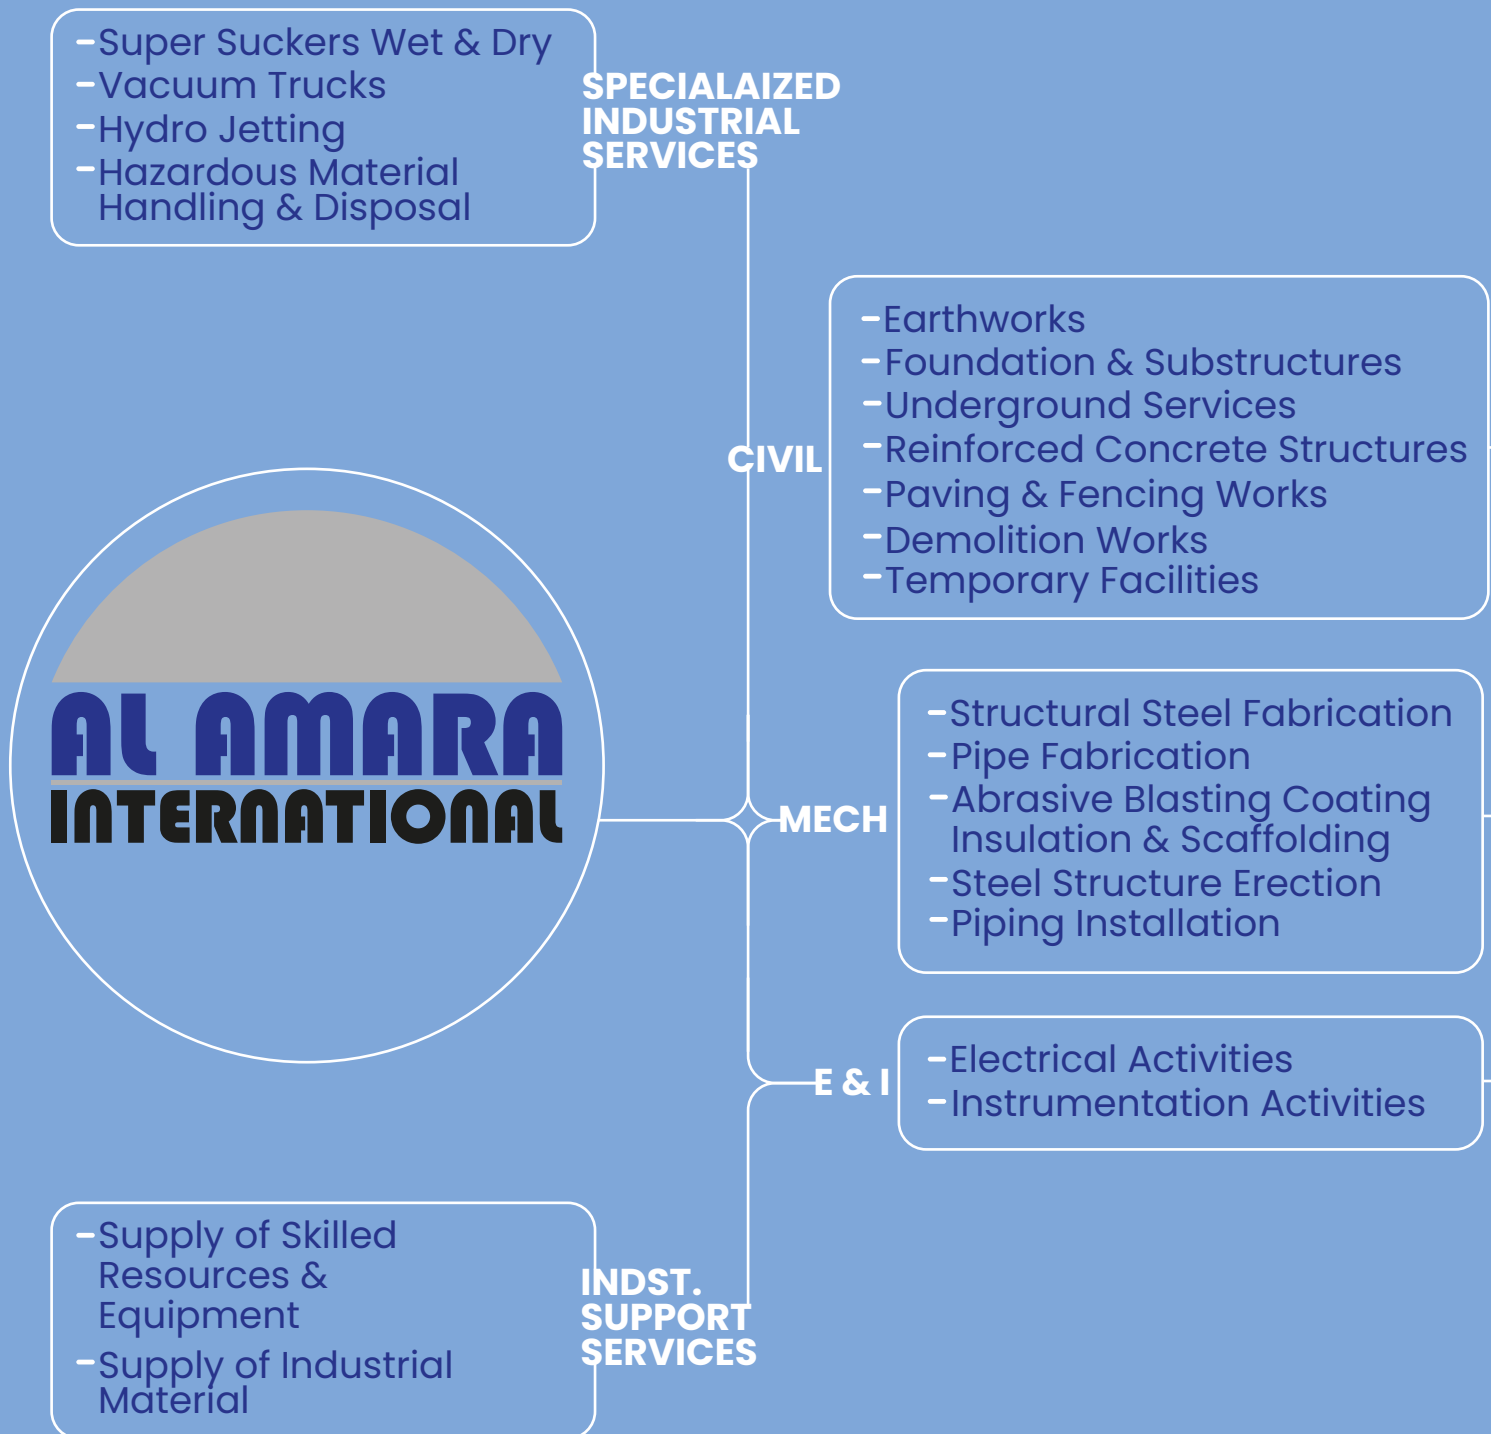 -Super Suckers Wet & Dry
-Vacuum Trucks
-Hydro Jetting
-Hazardous Material
Handling & Disposal
SPECIALAIZED
INDUSTRIAL
SERVICES
CIVIL
-Earthworks
-Foundation & Substructures
-Underground Services
-Reinforced Concrete Structures
-Paving & Fencing Works
-Demolition Works
-Temporary Facilities
AL AMARA
INTERNATIONAL
MECH
-Structural Steel Fabrication
-Pipe Fabrication
-Abrasive Blasting Coating
Insulation & Scaffolding
-Steel Structure Erection
-Piping Installation
E & I
-Electrical Activities
-Instrumentation Activities
-Supply of Skilled
Resources &
Equipment
-Supply of Industrial
Material
INDST.
SUPPORT
SERVICES